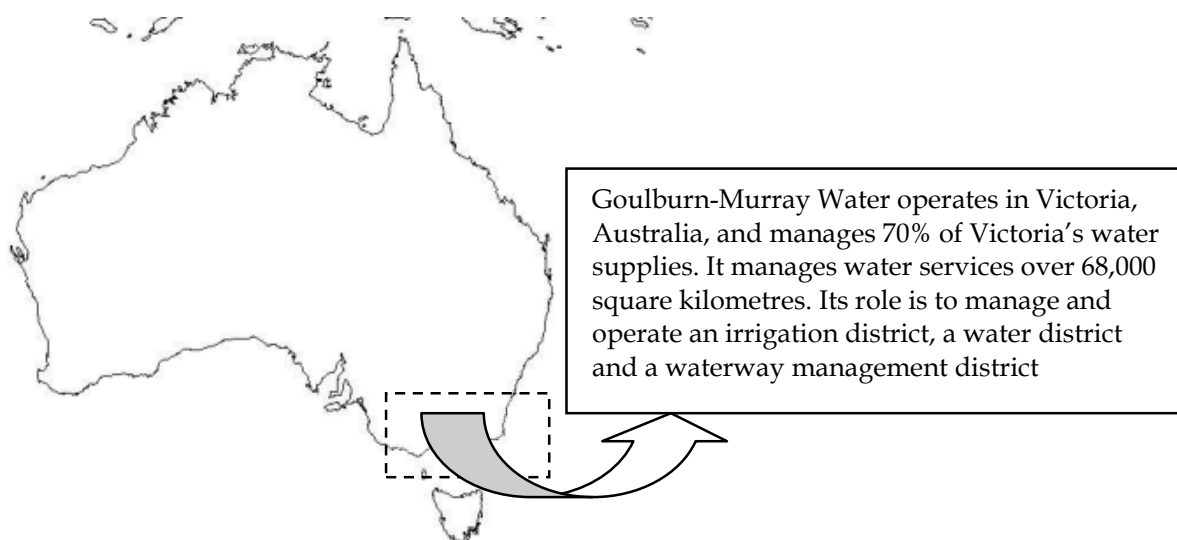 Goulburn-Murray Water operates in Victoria,
Australia, and manages 70% of Victoria’s water
supplies. It manages water services over 68,000
square kilometres. Its role is to manage and
operate an irrigation district, a water district
and a waterway management district